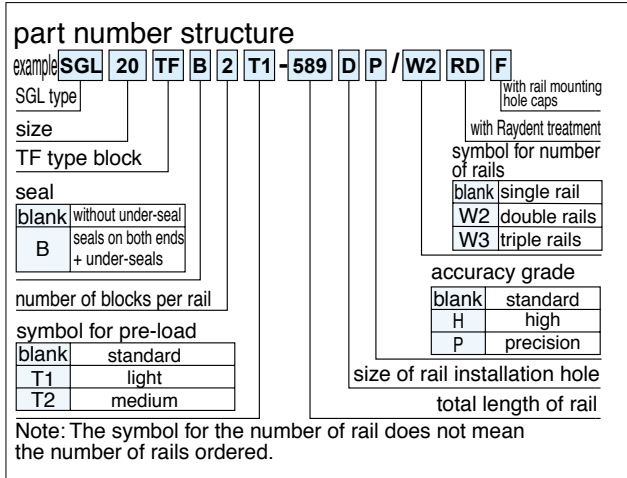 part number structure
example SGL 20 TF B 2 T1 - 589 D P / W2 RD F
SGL type
with rail mounting
hole caps
size
with Raydent treatment
TF type block
symbol for number
of rails
blank single rail
W2 double rails
W3 triple rails
seal
blank without under-seal
B seals on both ends
+ under-seals
number of blocks per rail
accuracy grade
blank standard
H high
P precision
symbol for pre-load
blank standard
T1 light
T2 medium
size of rail installation hole
total length of rail
Note: The symbol for the number of rail does not mean
the number of rails ordered.